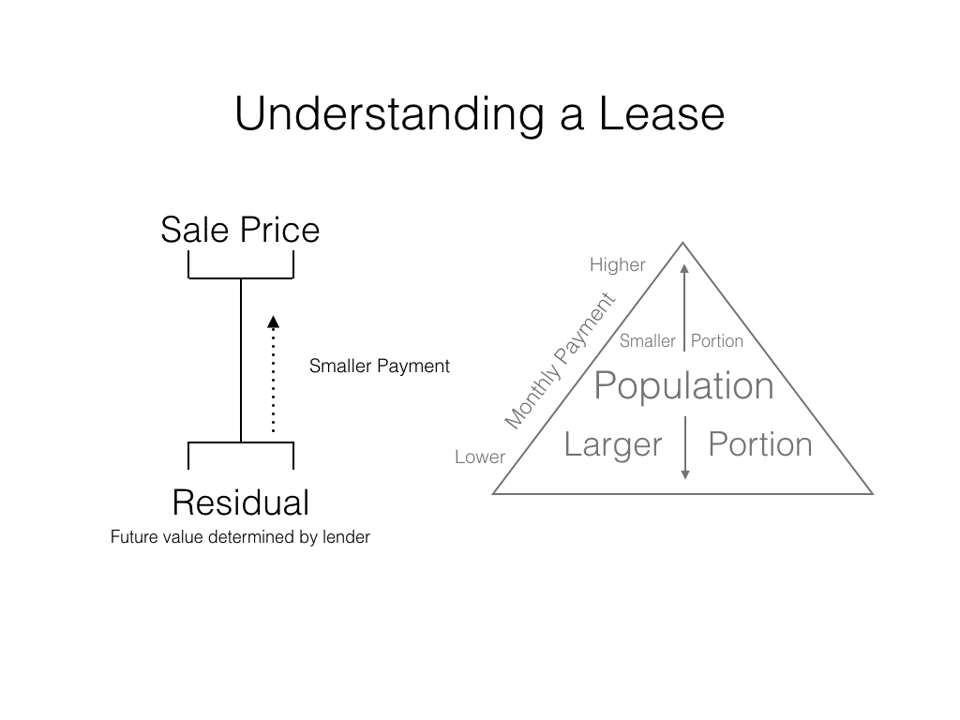 Understanding a Lease
Sale Price
Smaller Payment
Residual
Future value determined by lender
Higher
Monthly Payment
Lower
Smaller Portion
Population
Larger Portion